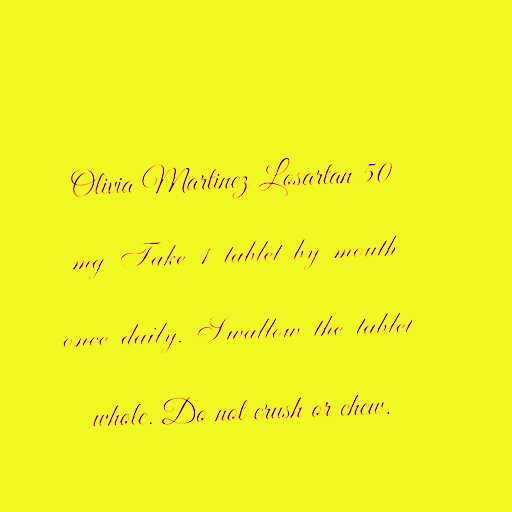 Olivia Martinez Losartan 50
mg Take 1 tablet by mouth
once daily. Swallow the tablet
whole. Do not crush or chew.